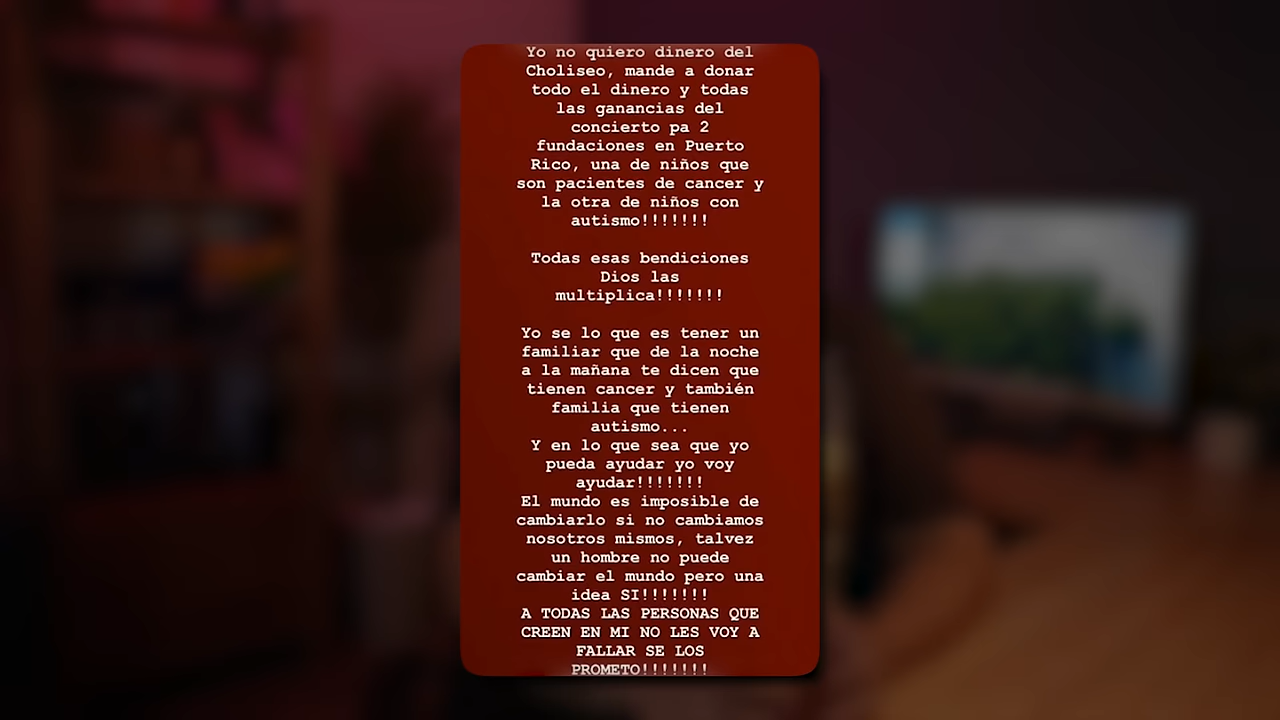 Yo no quiero dinero del
Choliseo, mande a donar
todo el dinero y todas
las ganancias del
concierto pa 2
fundaciones en Puerto
Rico, una de niños que
son pacientes de cancer y
la otra de niños con
autismo!!!!!!!
Todas esas bendiciones
Dios las
multiplica!!!!!!!
Yo se lo que es tener un
familiar que de la noche
a la mañana te dicen que
tienen cancer y también
familia que tienen
autismo...
Y en lo que sea que yo
pueda ayudar yo voy
ayudar!!!!!!!
El mundo es imposible de
cambiarlo si no cambiamos
nosotros mismos, talvez
un hombre no puede
cambiar el mundo pero una
idea SI!!!!!!!
A TODAS LAS PERSONAS QUE
CREEN EN MI NO LES VOY A
FALLAR SE LOS
PROMETO!!!!!!!